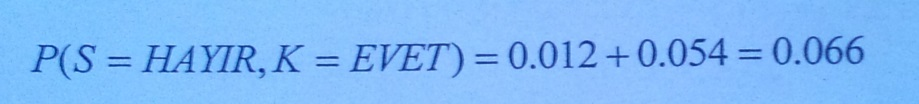 P(S = HAYIR, K = EVET) = 0.012 + 0.054 = 0.066